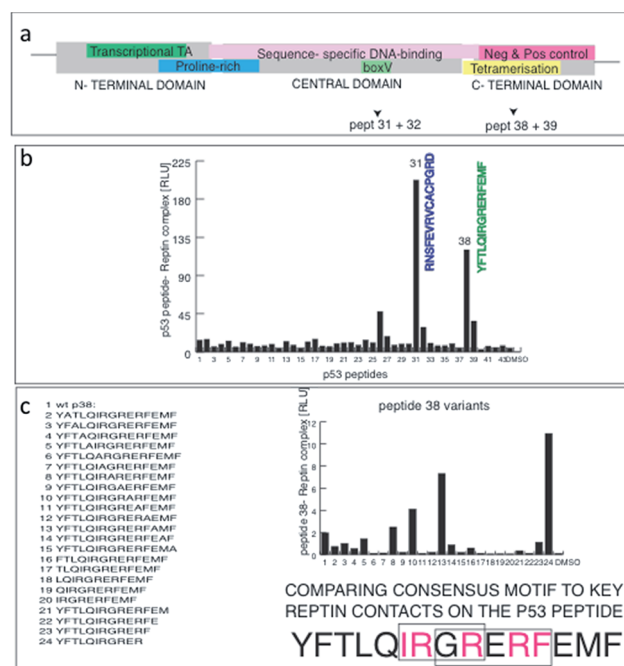 a
Transcriptional TA
Sequence- specific DNA-binding
Neg & Pos control
Proline-rich
boxV
Tetramerisation
N- TERMINAL DOMAIN
CENTRAL DOMAIN
C- TERMINAL DOMAIN
pept 31 + 32
pept 38 + 39
b
p53 peptide- Reptin complex [RLU]
225
180
135
90
45
0
31
RNSFEVRVCACPGRD
38
YFTLQIRGRERFEMF
1 3 5 7 9 11 13 15 17 19 21 23 25 27 29 31 33 35 37 39 41 43 DMSO
p53 peptides
c
1 wt p38:
2 YATLQIRGRERFEMF
3 YFALQIRGRERFEMF
4 YFTAQIRGRERFEMF
5 YFTLAIRGRERFEMF
6 YFTLQARGRERFEMF
7 YFTLQIAGRERFEMF
8 YFTLQIRARERFEMF
9 YFTLQIRGAERFEMF
10 YFTLQIRGRARFEMF
11 YFTLQIRGREAFEMF
12 YFTLQIRGRERAEMF
13 YFTLQIRGRERFAMF
14 YFTLQIRGRERFEAF
15 YFTLQIRGRERFEMA
16 FTLQIRGRERFEMF
17 TLQIRGRERFEMF
18 LQIRGRERFEMF
19 QIRGRERFEMF
20 IRGRERFEMF
21 YFTLQIRGRERFEM
22 YFTLQIRGRERFE
23 YFTLQIRGRERF
24 YFTLQIRGRER
peptide 38 variants
peptide 38- Reptin complex [RLU]
12
10
8
6
4
2
0
1 2 3 4 5 6 7 8 9 10 11 12 13 14 15 16 17 18 19 20 21 22 23 24 DMSO
COMPARING CONSENSUS MOTIF TO KEY
REPTIN CONTACTS ON THE P53 PEPTIDE
YFTLQIRGRERFEMF